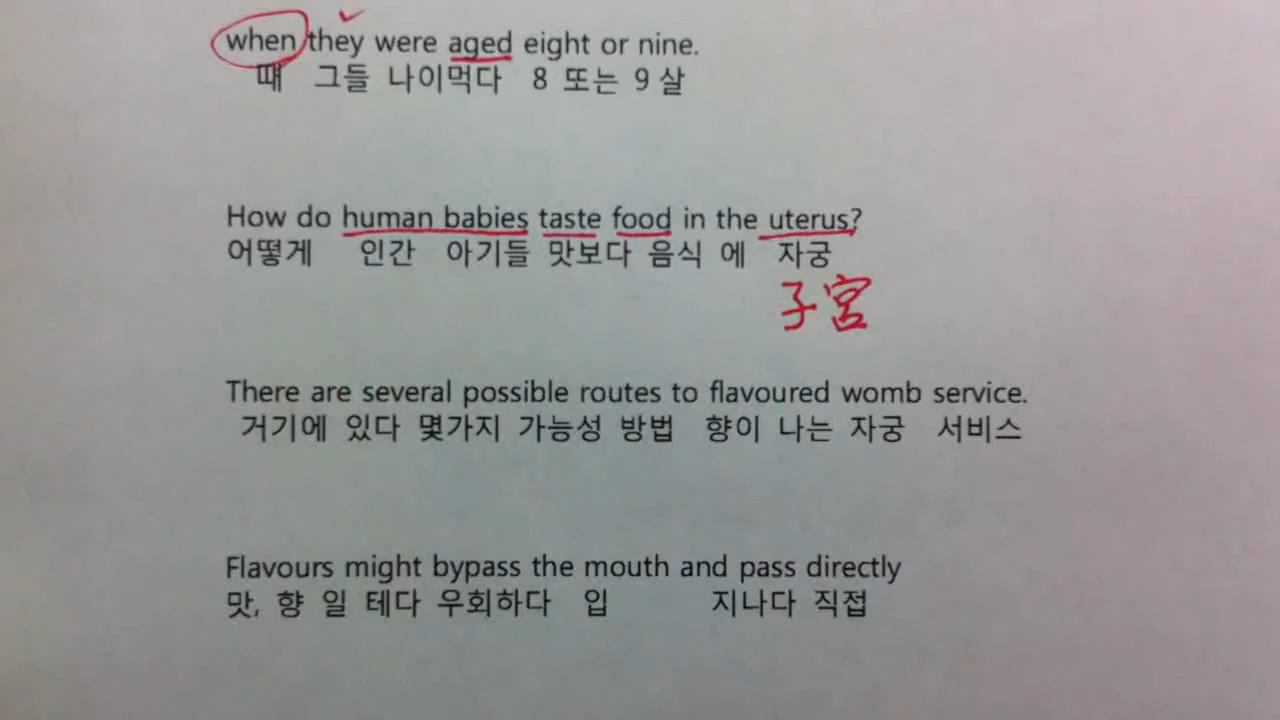 when they were aged eight or nine.
때 그들 나이먹다 8 또는 9 살
How do human babies taste food in the uterus?
어떻게 인간 아기들 맛보다 음식 에 자궁
子宮
There are several possible routes to flavoured womb service.
거기에 있다 몇가지 가능성 방법 향이 나는 자궁 서비스
Flavours might bypass the mouth and pass directly
맛, 향 일 테다 우회하다 입 지나다 직접